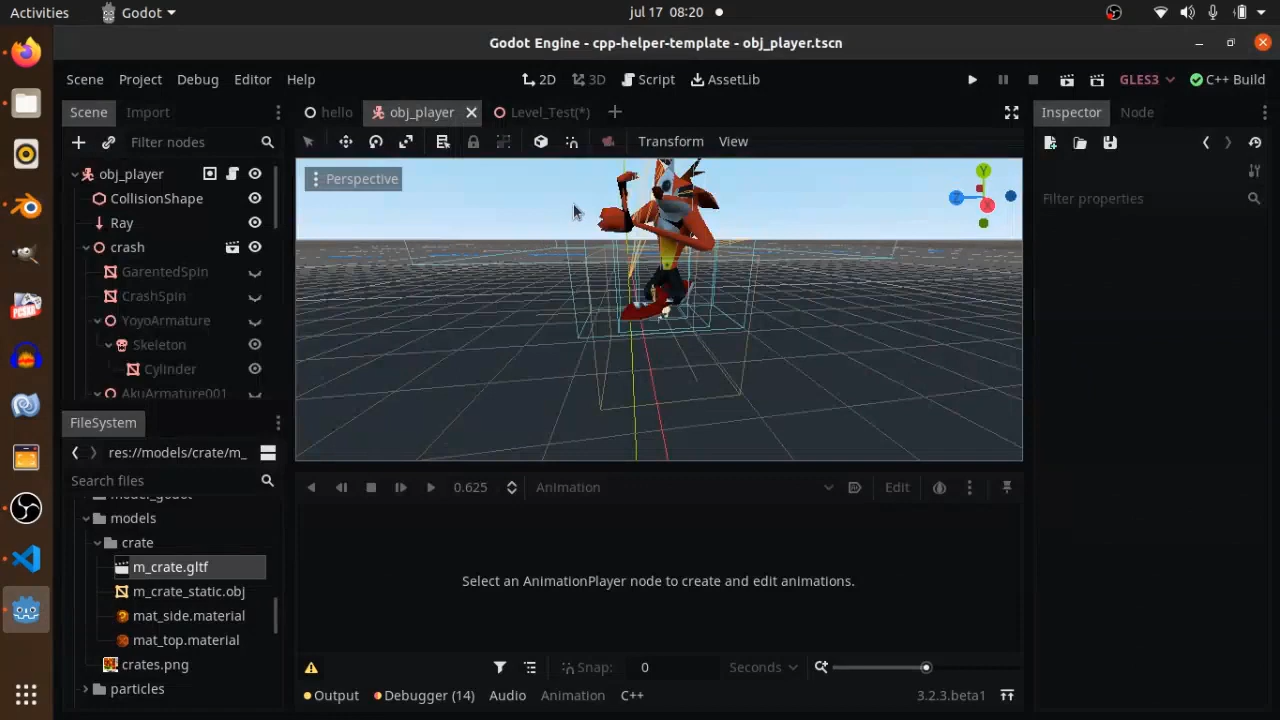 Activities
Godot
jul 17 08:20
Godot Engine - cpp-helper-template - obj_player.tscn
Scene Project Debug Editor Help
2D 3D Script AssetLib
GLES3 C++ Build
Scene Import
hello obj_player Level_Test(*)
Inspector Node
Filter nodes
Transform View
obj_player
Perspective
Y
Z
X
Filter properties
CollisionShape
Ray
crash
GarentedSpin
CrashSpin
YoyoArmature
Skeleton
Cylinder
AkuArmature001
FileSystem
res://models/crate/m_
Search files
0.625 Animation Edit
model_godot
models
crate
m_crate.gltf
m_crate_static.obj
mat_side.material
mat_top.material
crates.png
particles
Select an AnimationPlayer node to create and edit animations.
Snap: 0 Seconds
Output Debugger (14) Audio Animation C++ 3.2.3.beta1
PCSX2